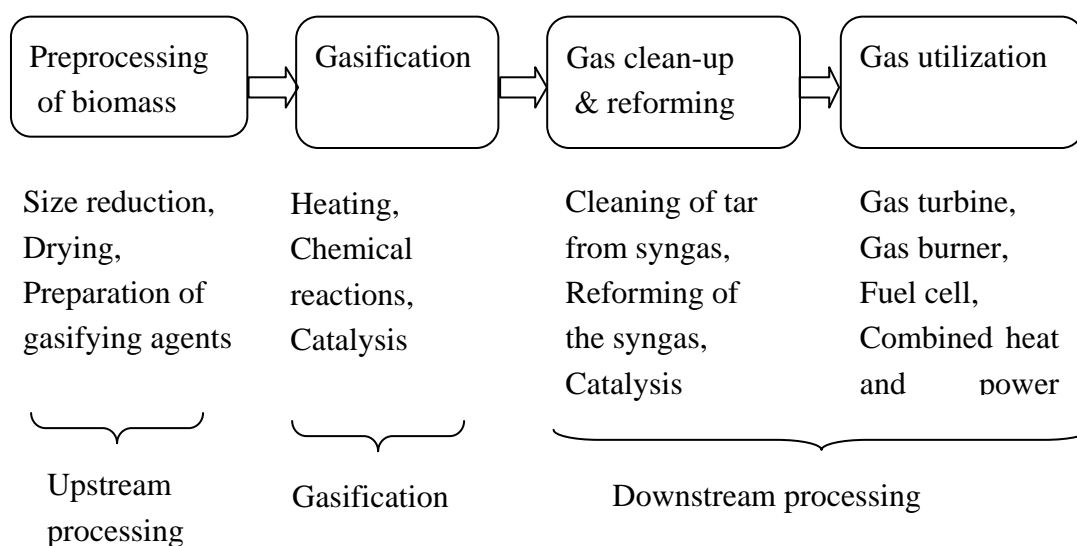 Preprocessing
of biomass
Gasification
Gas clean-up
& reforming
Gas utilization
Size reduction,
Drying,
Preparation of
gasifying agents
Heating,
Chemical
reactions,
Catalysis
Cleaning of tar
from syngas,
Reforming of
the syngas,
Catalysis
Gas turbine,
Gas burner,
Fuel cell,
Combined heat
and power
Upstream
processing
Gasification
Downstream processing